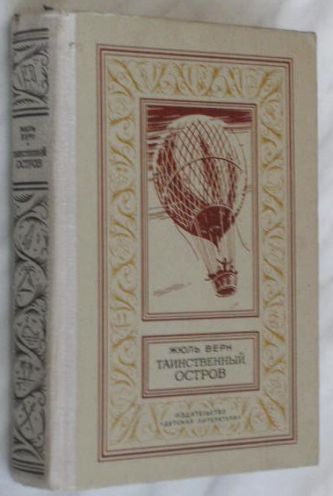 ЖЮЛЬ
ВЕРН
ТАИНСТВЕННЫЙ
ОСТРОВ
ЖЮЛЬ ВЕРН
ТАИНСТВЕННЫЙ
ОСТРОВ
ИЗДАТЕЛЬСТВО
«ДЕТСКАЯ ЛИТЕРАТУРА»